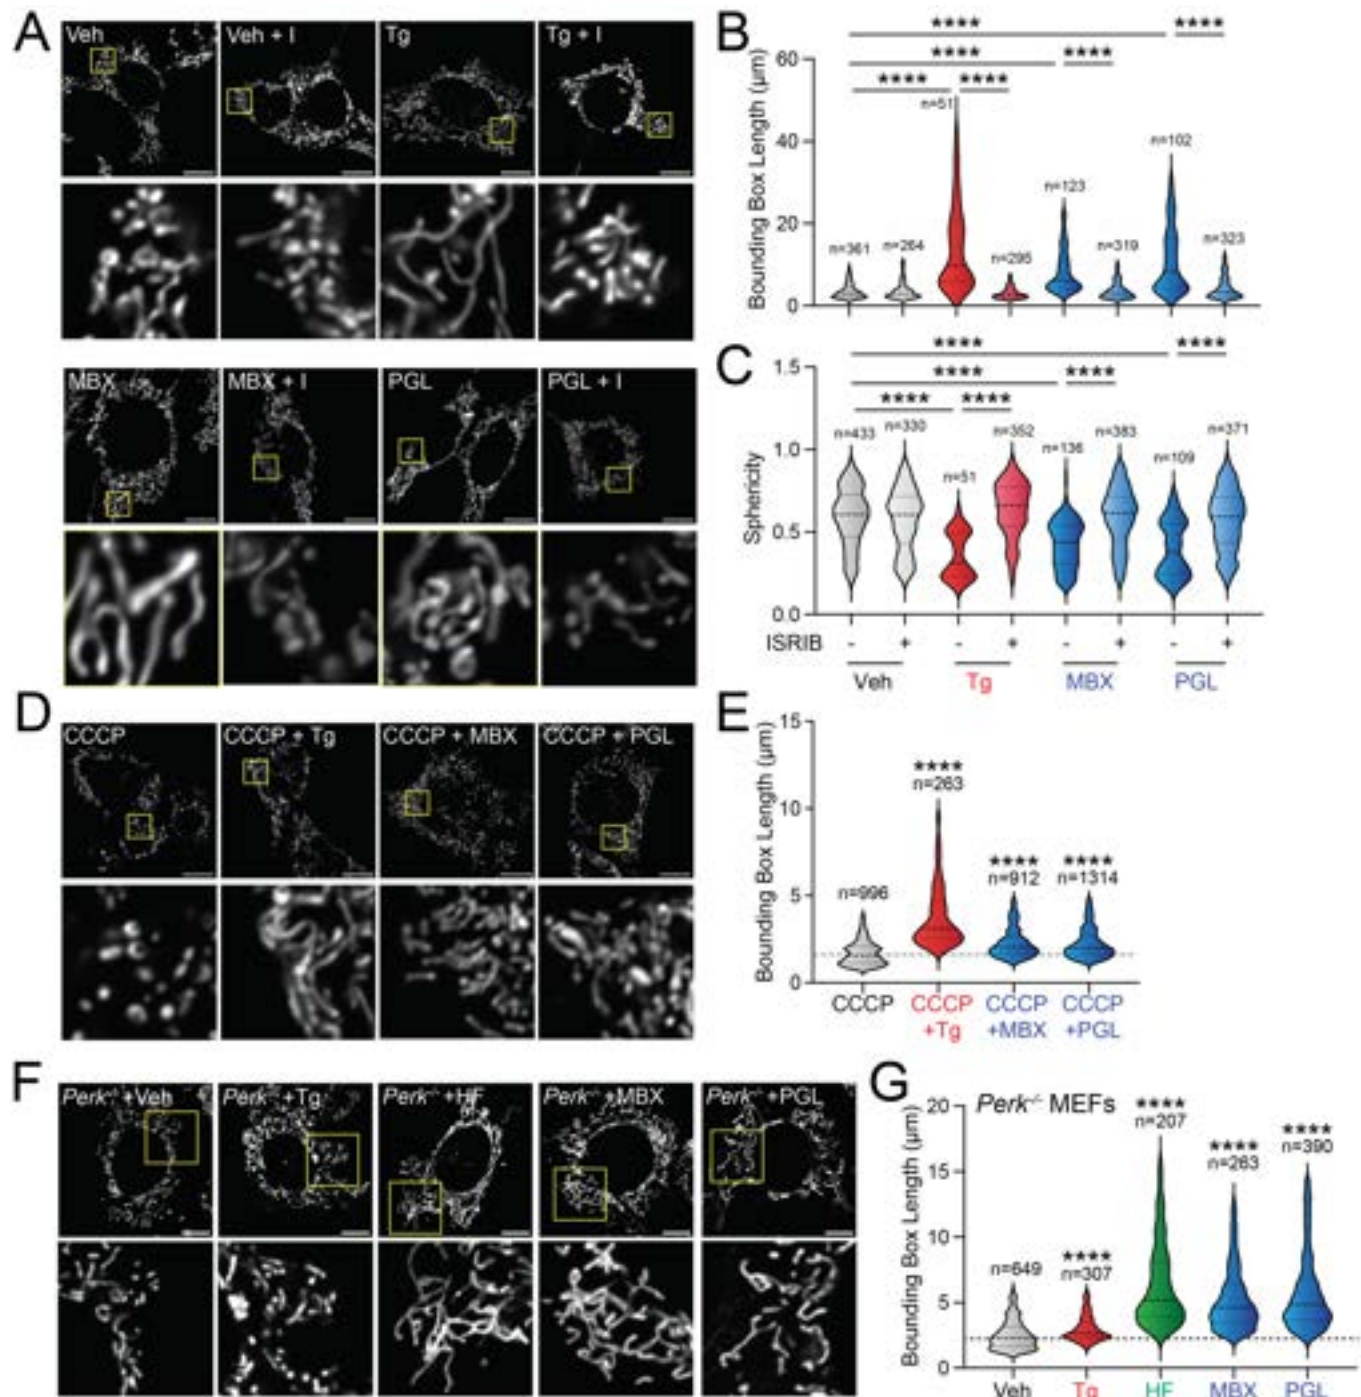 A
Veh
Veh + I
Tg
Tg + I
MBX
MBX + I
PGL
PGL + I
B
Bounding Box Length (µm)
60
40
20
0
****
****
****
****
****
****
n=361
n=264
n=51
n=295
n=123
n=319
n=102
n=323
C
Sphericity
1.5
1.0
0.5
0.0
****
****
****
****
****
****
n=433
n=330
n=51
n=352
n=136
n=383
n=109
n=371
ISRIB - + - + - + - +
Veh Tg MBX PGL
D
CCCP
CCCP + Tg
CCCP + MBX
CCCP + PGL
E
Bounding Box Length (µm)
15
10
5
0
n=996
****
n=263
****
n=912
****
n=1314
CCCP
CCCP
+Tg
CCCP
+MBX
CCCP
+PGL
F
Perk-/- +Veh
Perk-/- +Tg
Perk-/- +HF
Perk-/- +MBX
Perk-/- +PGL
G
Perk-/- MEFs
Bounding Box Length (µm)
20
15
10
5
0
n=649
****
n=307
****
n=207
****
n=263
****
n=390
Veh Tg HF MBX PGL